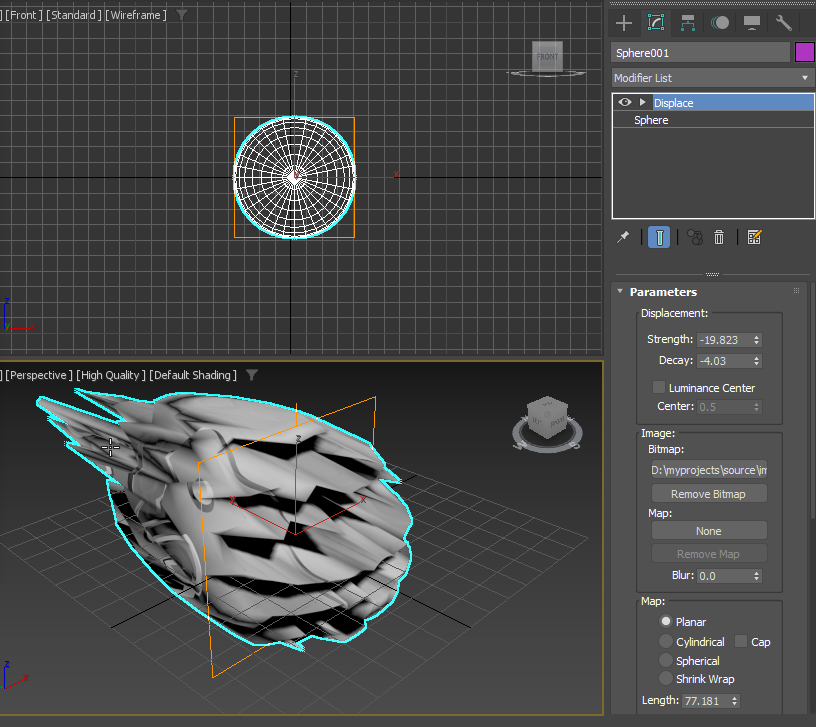 ] [Front ] [Standard ] [Wireframe ]
FRONT
z
x
z
x
] [Perspective ] [High Quality ] [Default Shading ]
z
x
x
z
x
Sphere001
Modifier List
Displace
Sphere
Parameters
Displacement:
Strength: -19.823
Decay: -4.03
Luminance Center
Center: 0.5
Image:
Bitmap:
D:\myprojects\source\im
Remove Bitmap
Map:
None
Remove Map
Blur: 0.0
Map:
Planar
Cylindrical Cap
Spherical
Shrink Wrap
Length: 77.181